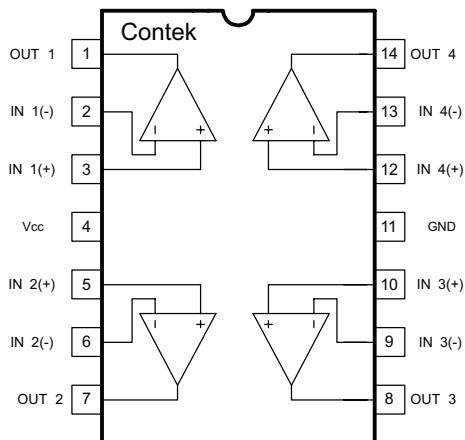 Contek
OUT 1 1 14 OUT 4
IN 1(-) 2 13 IN 4(-)
IN 1(+) 3 12 IN 4(+)
Vcc 4 11 GND
IN 2(+) 5 10 IN 3(+)
IN 2(-) 6 9 IN 3(-)
OUT 2 7 8 OUT 3